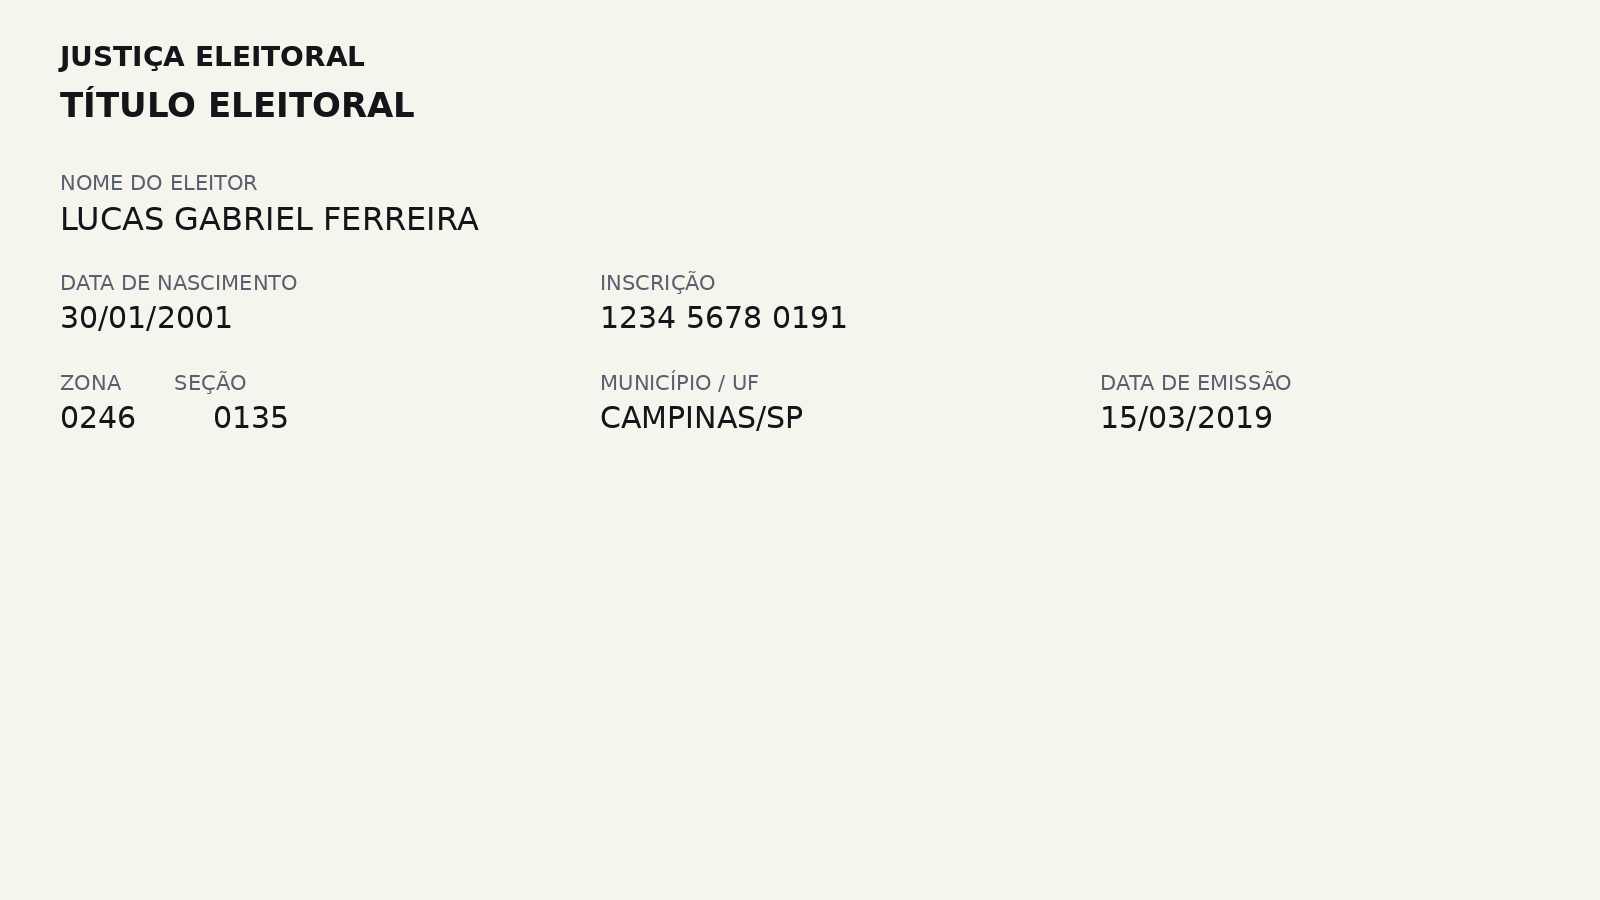 JUSTIÇA ELEITORAL
TÍTULO ELEITORAL
NOME DO ELEITOR
LUCAS GABRIEL FERREIRA
DATA DE NASCIMENTO INSCRIÇÃO
30/01/2001 1234 5678 0191
ZONA SEÇÃO MUNICÍPIO / UF DATA DE EMISSÃO
0246 0135 CAMPINAS/SP 15/03/2019